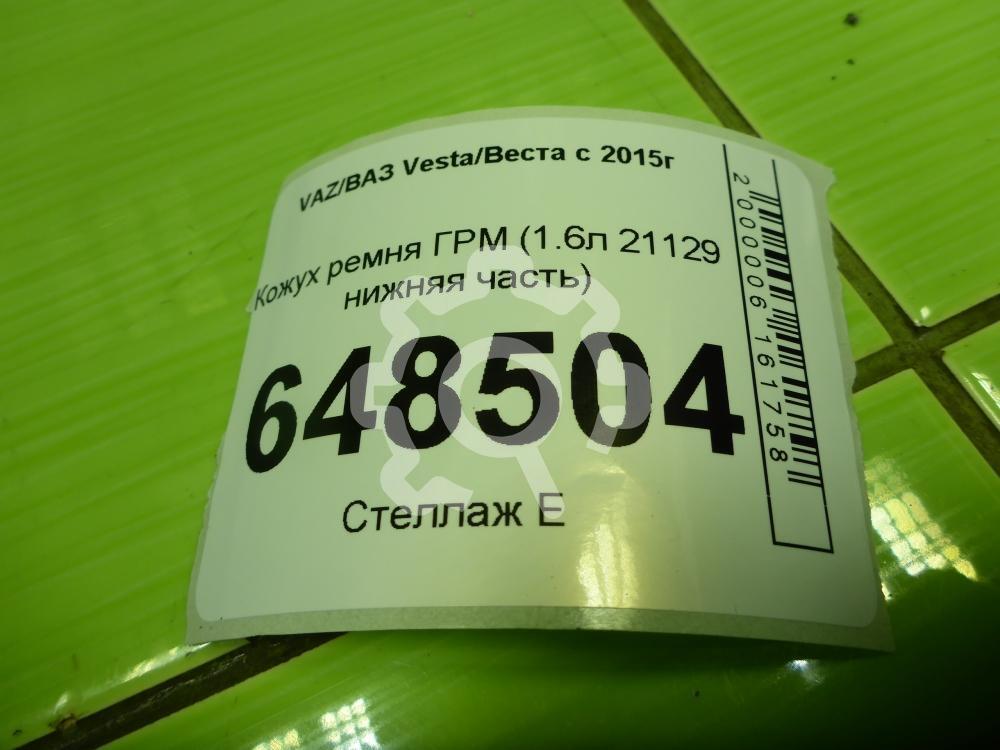 VAZ/ВАЗ Vesta/Веста с 2015г
Кожух ремня ГРМ (1.6л 21129
нижняя часть)
648504
Стеллаж E
2000006161758